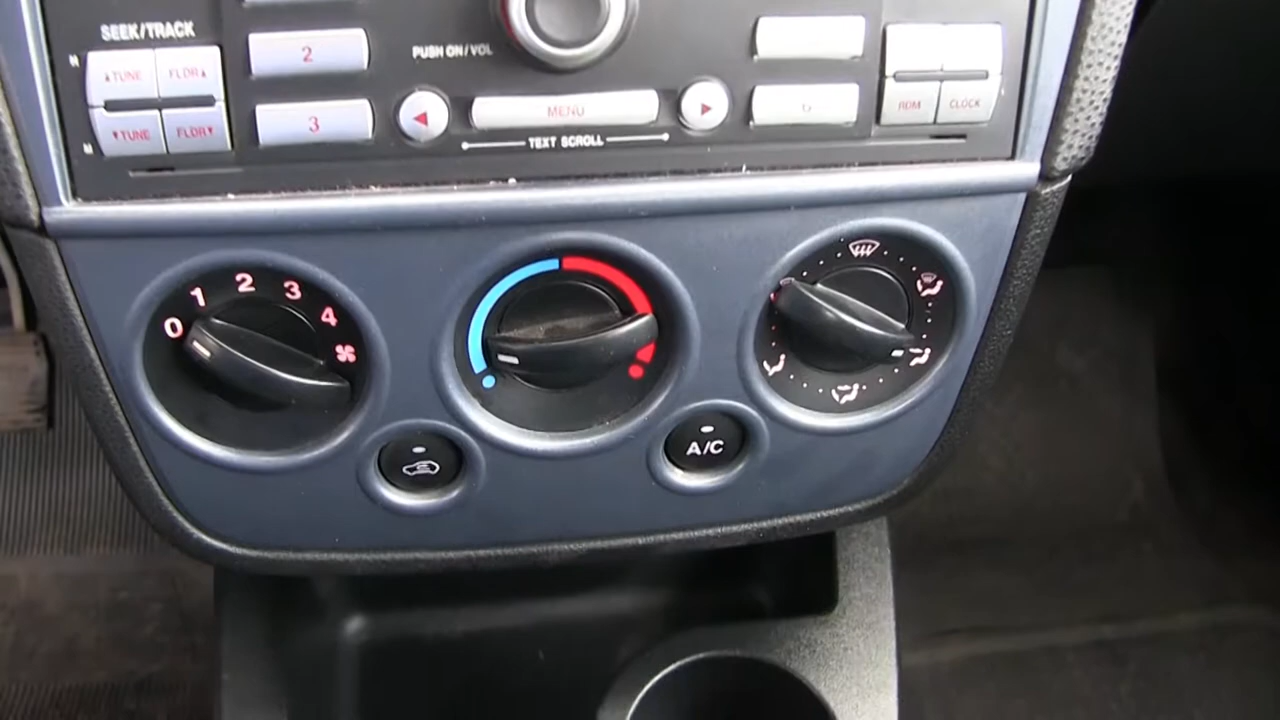 SEEK/TRACK
▲TUNE FLDR▲
▼TUNE FLDR▼
2
3
PUSH ON/VOL
MENU
TEXT SCROLL
6
RDM CLOCK
0 1 2 3 4
A/C